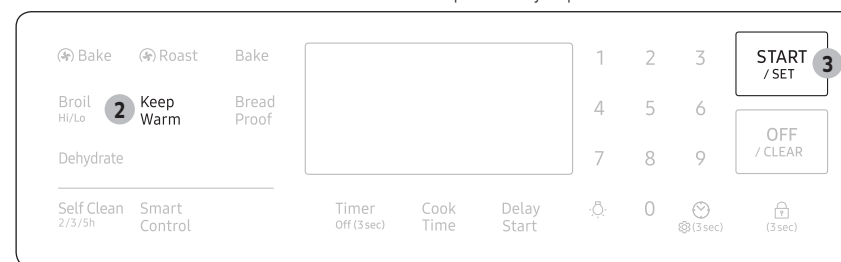 Bake Roast Bake 1 2 3 START
/ SET 3
Broil
Hi/Lo 2 Keep
Warm Bread
Proof 4 5 6
OFF
/ CLEAR
Dehydrate 7 8 9
Self Clean
2/3/5h Smart
Control Timer
Off (3 sec) Cook
Time Delay
Start 0 (3 sec) (3 sec)